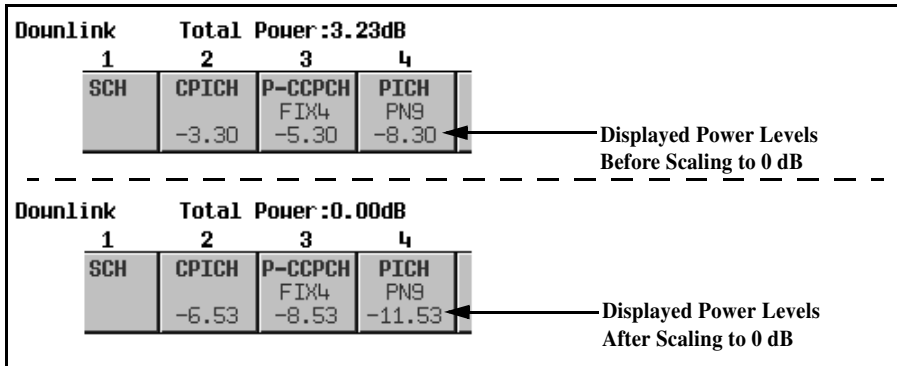 Downlink Total Power:3.23dB
1 2 3 4
SCH CPICH P-CCPCH PICH
FIX4 PN9
-3.30 -5.30 -8.30
Displayed Power Levels
Before Scaling to 0 dB
Downlink Total Power:0.00dB
1 2 3 4
SCH CPICH P-CCPCH PICH
FIX4 PN9
-6.53 -8.53 -11.53
Displayed Power Levels
After Scaling to 0 dB